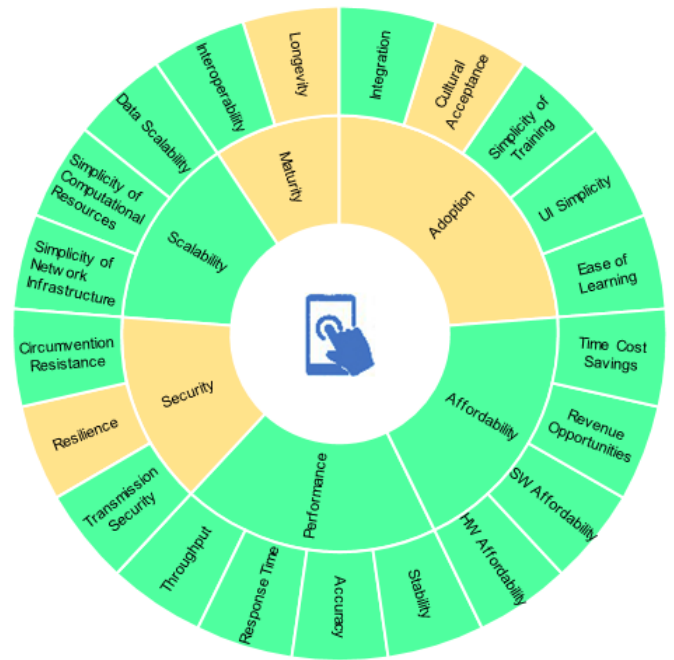 Integration
Cultural
Acceptance
Simplicity of
Training
UI Simplicity
Ease of
Learning
Time Cost
Savings
Revenue
Opportunities
SW Affordability
HW Affordability
Stability
Accuracy
Response Time
Throughput
Transmission
Security
Resilience
Circumvention
Resistance
Simplicity of
Network
Infrastructure
Simplicity of
Computational
Resources
Data Scalability
Interoperability
Longevity
Adoption
Affordability
Performance
Security
Scalability
Maturity